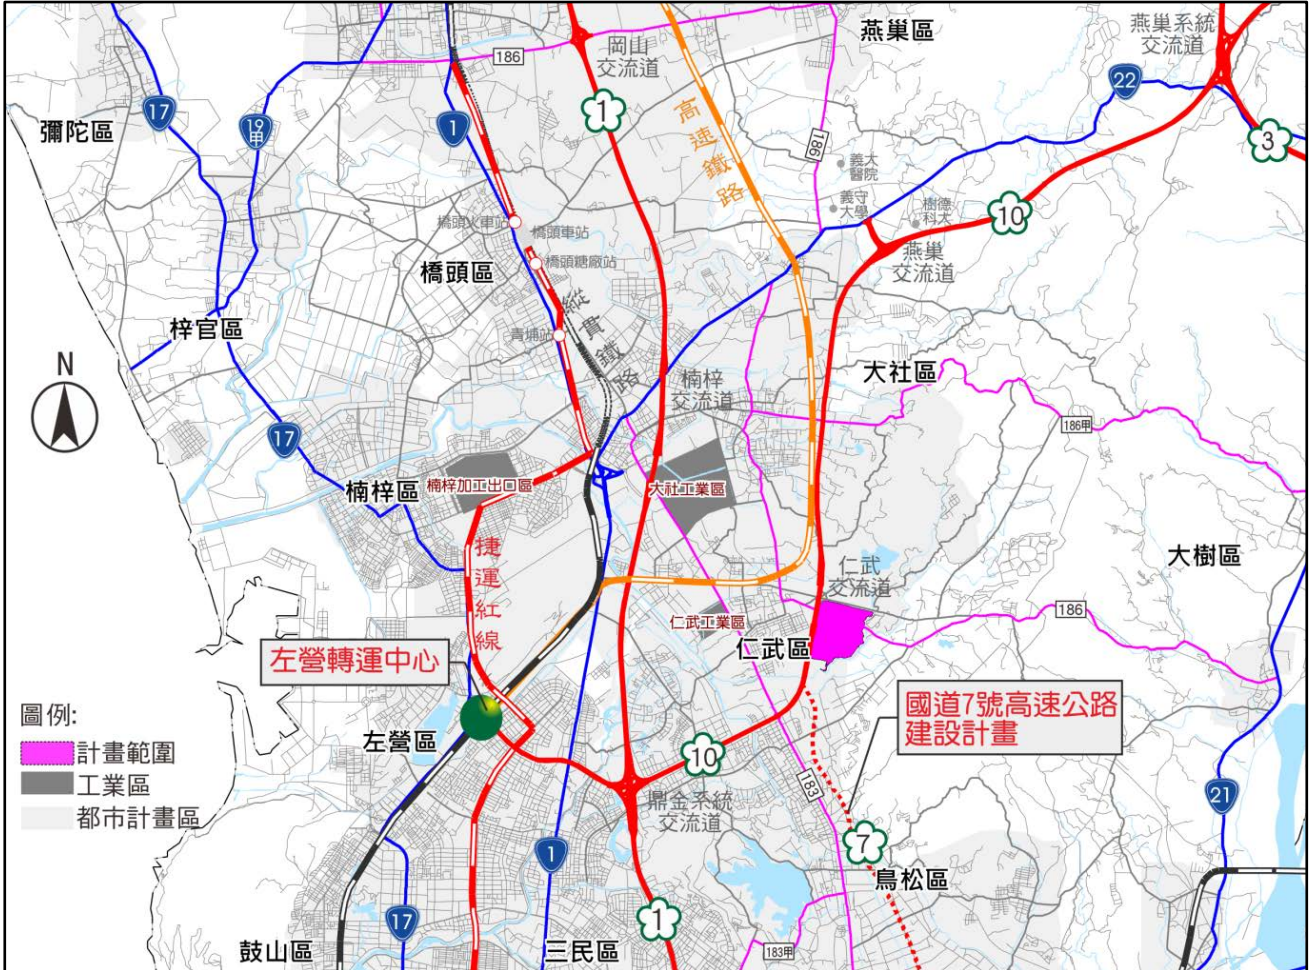 燕巢區
燕巢系統
交流道
岡山
交流道
186
22
17
19甲
1
1
3
彌陀區
高速鐵路
186
義大
醫院
義守
大學
樹德
科大
10
燕巢
交流道
橋頭火車站
橋頭車站
橋頭糖廠站
橋頭區
縱貫鐵路
梓官區
青埔站
N
大社區
楠梓
交流道
186甲
17
楠梓區
楠梓加工出口區
大社工業區
捷運紅線
仁武
交流道
大樹區
186
仁武工業區
仁武區
左營轉運中心
國道7號高速公路
建設計畫
圖例:
計畫範圍
工業區
都市計畫區
左營區
10
183
鼎金系統
交流道
21
1
7
鳥松區
17
1
鼓山區
三民區
183甲